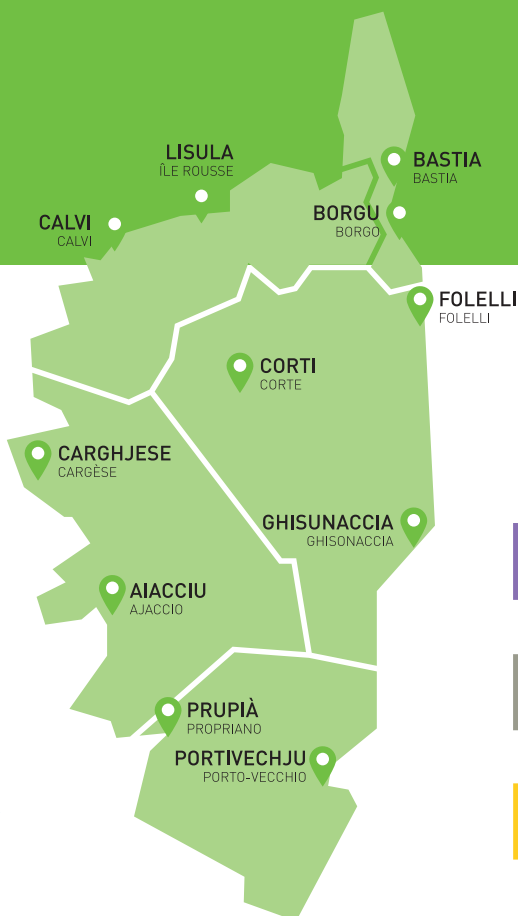 LISULA
ÎLE ROUSSE
BASTIA
BASTIA
CALVI
CALVI
BORGU
BORGO
FOLELLI
FOLELLI
CORTI
CORTE
CARGHJESE
CARGÈSE
GHISUNACCIA
GHISONACCIA
AIACCIU
AJACCIO
PRUPIÀ
PROPRIANO
PORTIVECHJU
PORTO-VECCHIO